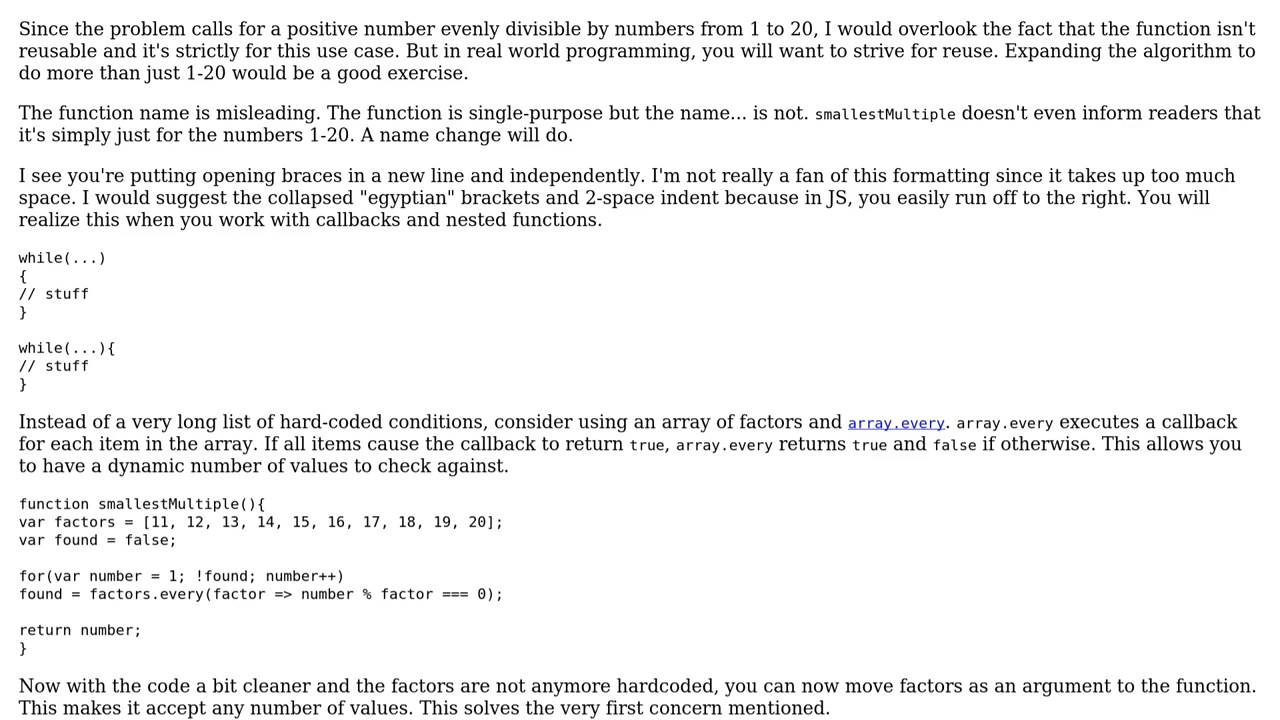 Since the problem calls for a positive number evenly divisible by numbers from 1 to 20, I would overlook the fact that the function isn't
reusable and it's strictly for this use case. But in real world programming, you will want to strive for reuse. Expanding the algorithm to
do more than just 1-20 would be a good exercise.
The function name is misleading. The function is single-purpose but the name... is not. smallestMultiple doesn't even inform readers that
it's simply just for the numbers 1-20. A name change will do.
I see you're putting opening braces in a new line and independently. I'm not really a fan of this formatting since it takes up too much
space. I would suggest the collapsed "egyptian" brackets and 2-space indent because in JS, you easily run off to the right. You will
realize this when you work with callbacks and nested functions.
while(...)
{
// stuff
}
while(...){
// stuff
}
Instead of a very long list of hard-coded conditions, consider using an array of factors and array.every. array.every executes a callback
for each item in the array. If all items cause the callback to return true, array.every returns true and false if otherwise. This allows you
to have a dynamic number of values to check against.
function smallestMultiple(){
var factors = [11, 12, 13, 14, 15, 16, 17, 18, 19, 20];
var found = false;
for(var number = 1; !found; number++)
found = factors.every(factor => number % factor === 0);
return number;
}
Now with the code a bit cleaner and the factors are not anymore hardcoded, you can now move factors as an argument to the function.
This makes it accept any number of values. This solves the very first concern mentioned.